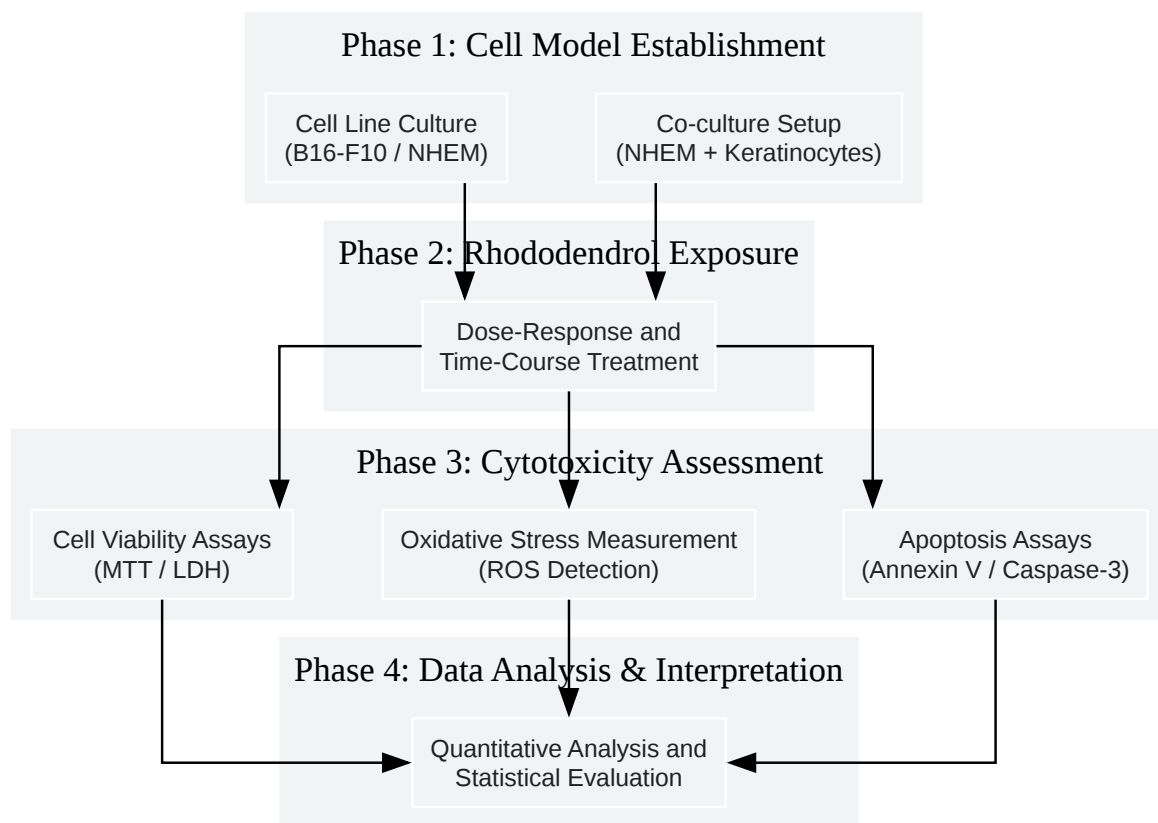 Phase 1: Cell Model Establishment
Cell Line Culture
(B16-F10 / NHEM)
Co-culture Setup
(NHEM + Keratinocytes)
Phase 2: Rhododendrol Exposure
Dose-Response and
Time-Course Treatment
Phase 3: Cytotoxicity Assessment
Cell Viability Assays
(MTT / LDH)
Oxidative Stress Measurement
(ROS Detection)
Apoptosis Assays
(Annexin V / Caspase-3)
Phase 4: Data Analysis & Interpretation
Quantitative Analysis and
Statistical Evaluation